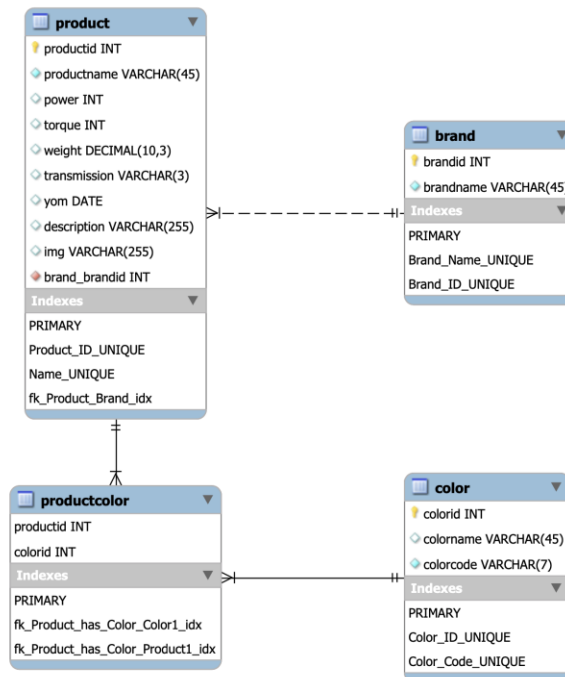 product
productid INT
productname VARCHAR(45)
power INT
torque INT
weight DECIMAL(10,3)
transmission VARCHAR(3)
yom DATE
description VARCHAR(255)
img VARCHAR(255)
brand_brandid INT
Indexes
PRIMARY
Product_ID_UNIQUE
Name_UNIQUE
fk_Product_Brand_idx
brand
brandid INT
brandname VARCHAR(45)
Indexes
PRIMARY
Brand_Name_UNIQUE
Brand_ID_UNIQUE
productcolor
productid INT
colorid INT
Indexes
PRIMARY
fk_Product_has_Color_Color1_idx
fk_Product_has_Color_Product1_idx
color
colorid INT
colorname VARCHAR(45)
colorcode VARCHAR(7)
Indexes
PRIMARY
Color_ID_UNIQUE
Color_Code_UNIQUE